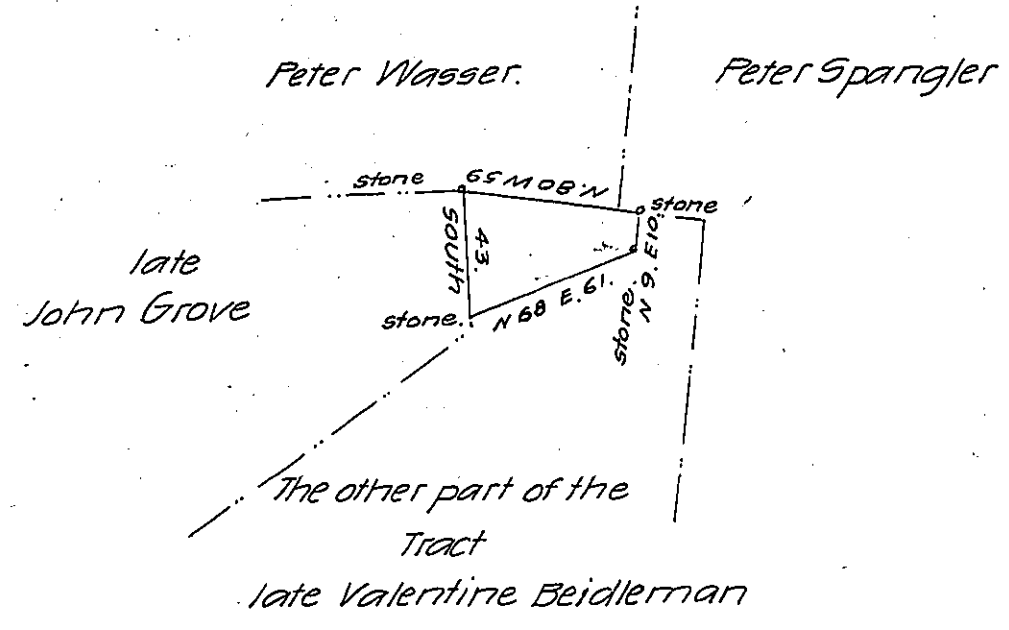 Peter Wasser.
Peter Spangler
stone
N. 80 W 59
stone
South
43.
N 6. E 10.
late
John Grove
stone.
N 68 E. 61.
stone.
The other part of the
Tract
late Valentine Beidleman